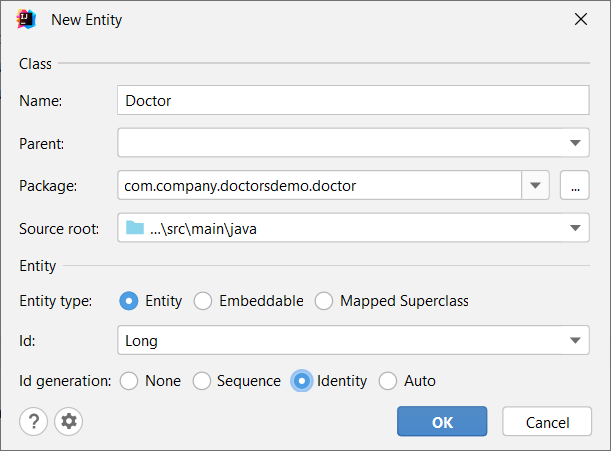 New Entity
Class
Name: Doctor
Parent:
Package: com.company.doctorsdemo.doctor ...
Source root: ...\src\main\java
Entity
Entity type: Entity Embeddable Mapped Superclass
Id: Long
Id generation: None Sequence Identity Auto
? OK Cancel